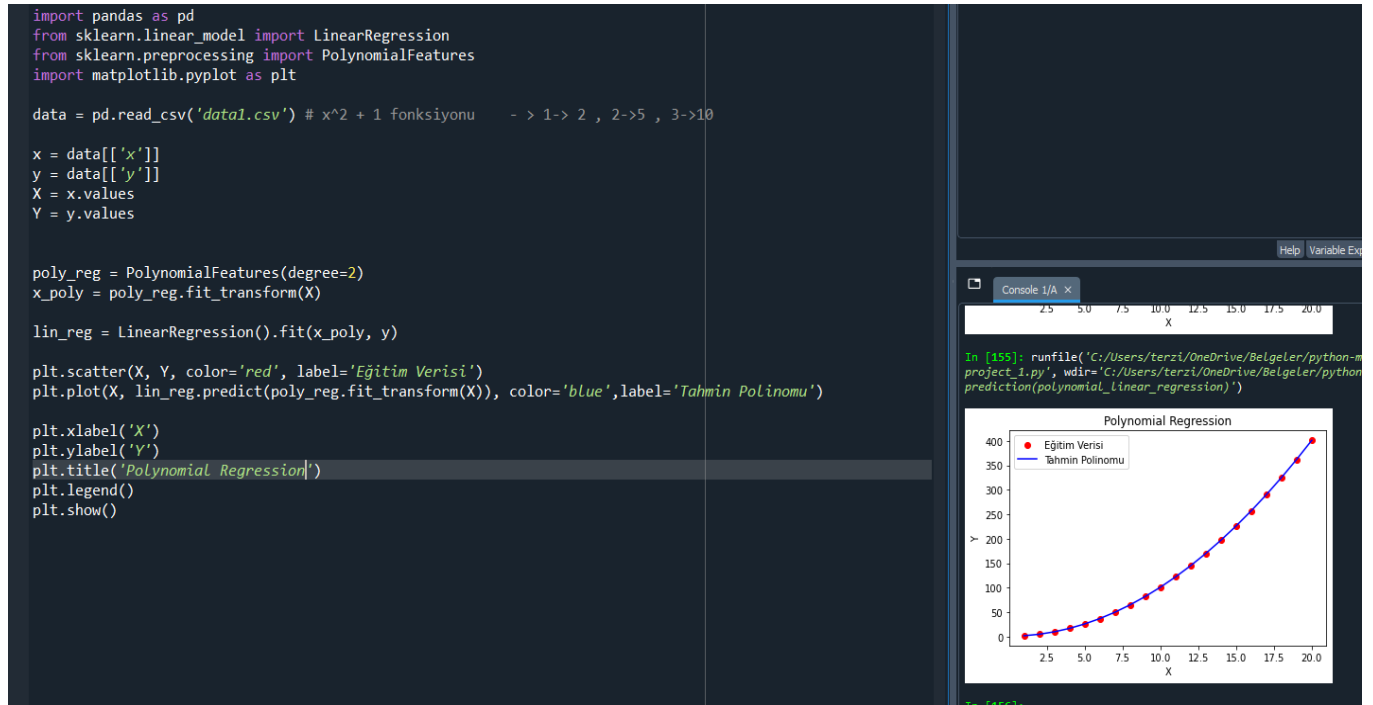 import pandas as pd
from sklearn.linear_model import LinearRegression
from sklearn.preprocessing import PolynomialFeatures
import matplotlib.pyplot as plt
data = pd.read_csv('data1.csv') # x^2 + 1 fonksiyonu    - > 1-> 2 , 2->5 , 3->10
x = data[['x']]
y = data[['y']]
X = x.values
Y = y.values
poly_reg = PolynomialFeatures(degree=2)
x_poly = poly_reg.fit_transform(X)
lin_reg = LinearRegression().fit(x_poly, y)
plt.scatter(X, Y, color='red', label='Eğitim Verisi')
plt.plot(X, lin_reg.predict(poly_reg.fit_transform(X)), color='blue',label='Tahmin Polinomu')
plt.xlabel('X')
plt.ylabel('Y')
plt.title('Polynomial Regression')
plt.legend()
plt.show()
Help Variable Exp
Console 1/A ×
2.5 5.0 7.5 10.0 12.5 15.0 17.5 20.0
X
In [155]: runfile('C:/Users/terzi/OneDrive/Belgeler/python-m
project_1.py', wdir='C:/Users/terzi/OneDrive/Belgeler/python
prediction(polynomial_linear_regression)')
Polynomial Regression
Eğitim Verisi
Tahmin Polinomu
400
350
300
250
200
150
100
50
0
Y
2.5 5.0 7.5 10.0 12.5 15.0 17.5 20.0
X
In [156]: